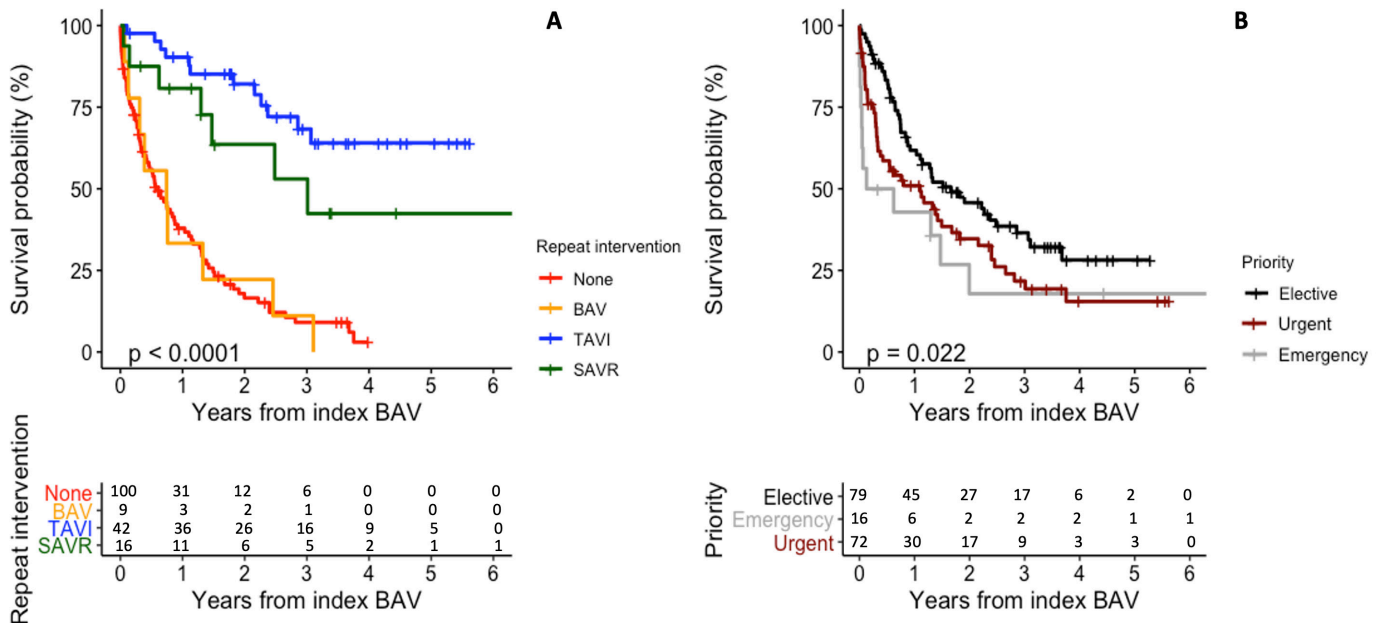 A
Survival probability (%)
100
75
50
25
0
p < 0.0001
0 1 2 3 4 5 6
Years from index BAV
Repeat intervention
None
BAV
TAVI
SAVR
Repeat intervention
None 100 31 12 6 0 0 0
BAV 9 3 2 1 0 0 0
TAVI 42 36 26 16 9 5 0
SAVR 16 11 6 5 2 1 1
0 1 2 3 4 5 6
Years from index BAV
B
Survival probability (%)
100
75
50
25
0
p = 0.022
0 1 2 3 4 5 6
Years from index BAV
Priority
Elective
Urgent
Emergency
Priority
Elective 79 45 27 17 6 2 0
Emergency 16 6 2 2 2 1 1
Urgent 72 30 17 9 3 3 0
0 1 2 3 4 5 6
Years from index BAV